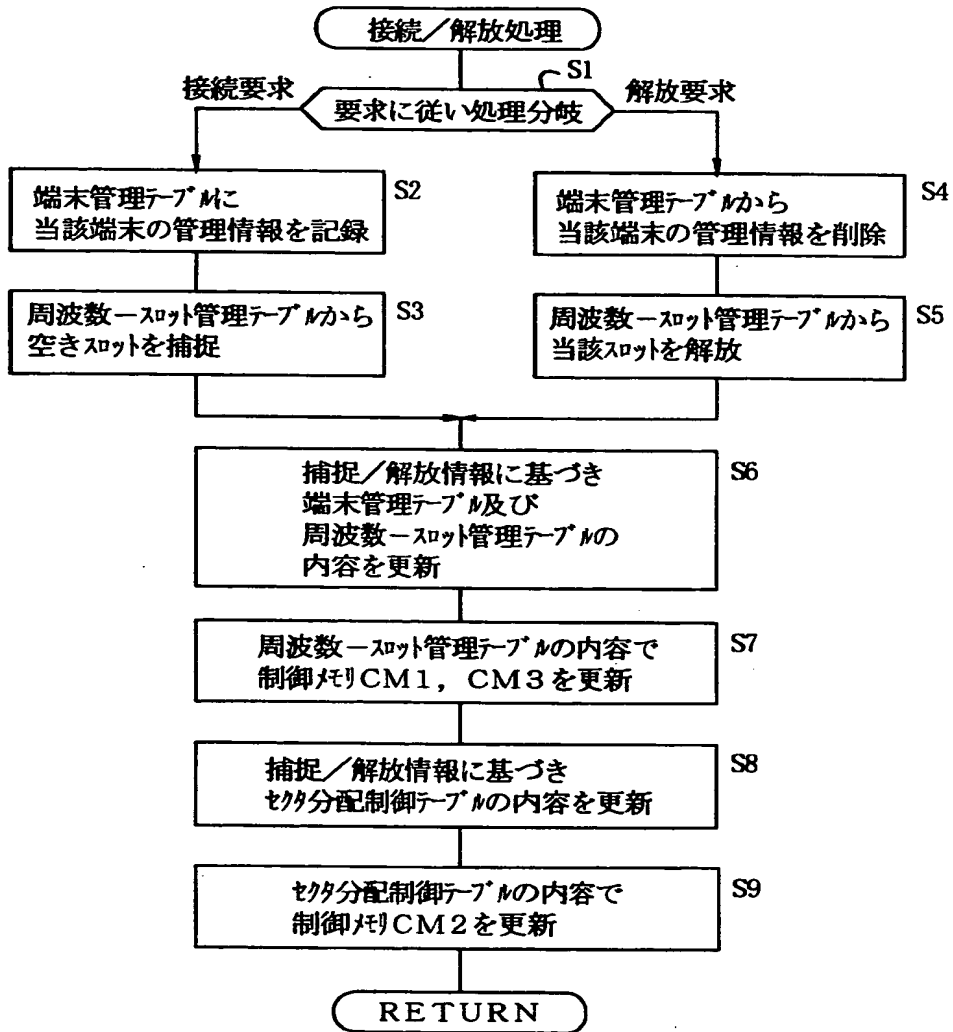 接続／解放処理
S1
接続要求
解放要求
要求に従い処理分岐
S2
端末管理ﾃｰﾌﾞﾙに
当該端末の管理情報を記録
S3
周波数－ｽﾛｯﾄ管理ﾃｰﾌﾞﾙから
空きｽﾛｯﾄを捕捉
S4
端末管理ﾃｰﾌﾞﾙから
当該端末の管理情報を削除
S5
周波数－ｽﾛｯﾄ管理ﾃｰﾌﾞﾙから
当該ｽﾛｯﾄを解放
S6
捕捉／解放情報に基づき
端末管理ﾃｰﾌﾞﾙ及び
周波数－ｽﾛｯﾄ管理ﾃｰﾌﾞﾙの
内容を更新
S7
周波数－ｽﾛｯﾄ管理ﾃｰﾌﾞﾙの内容で
制御ﾒﾓﾘＣＭ１，ＣＭ３を更新
S8
捕捉／解放情報に基づき
ｾｸﾀ分配制御ﾃｰﾌﾞﾙの内容を更新
S9
ｾｸﾀ分配制御ﾃｰﾌﾞﾙの内容で
制御ﾒﾓﾘＣＭ２を更新
ＲＥＴＵＲＮ